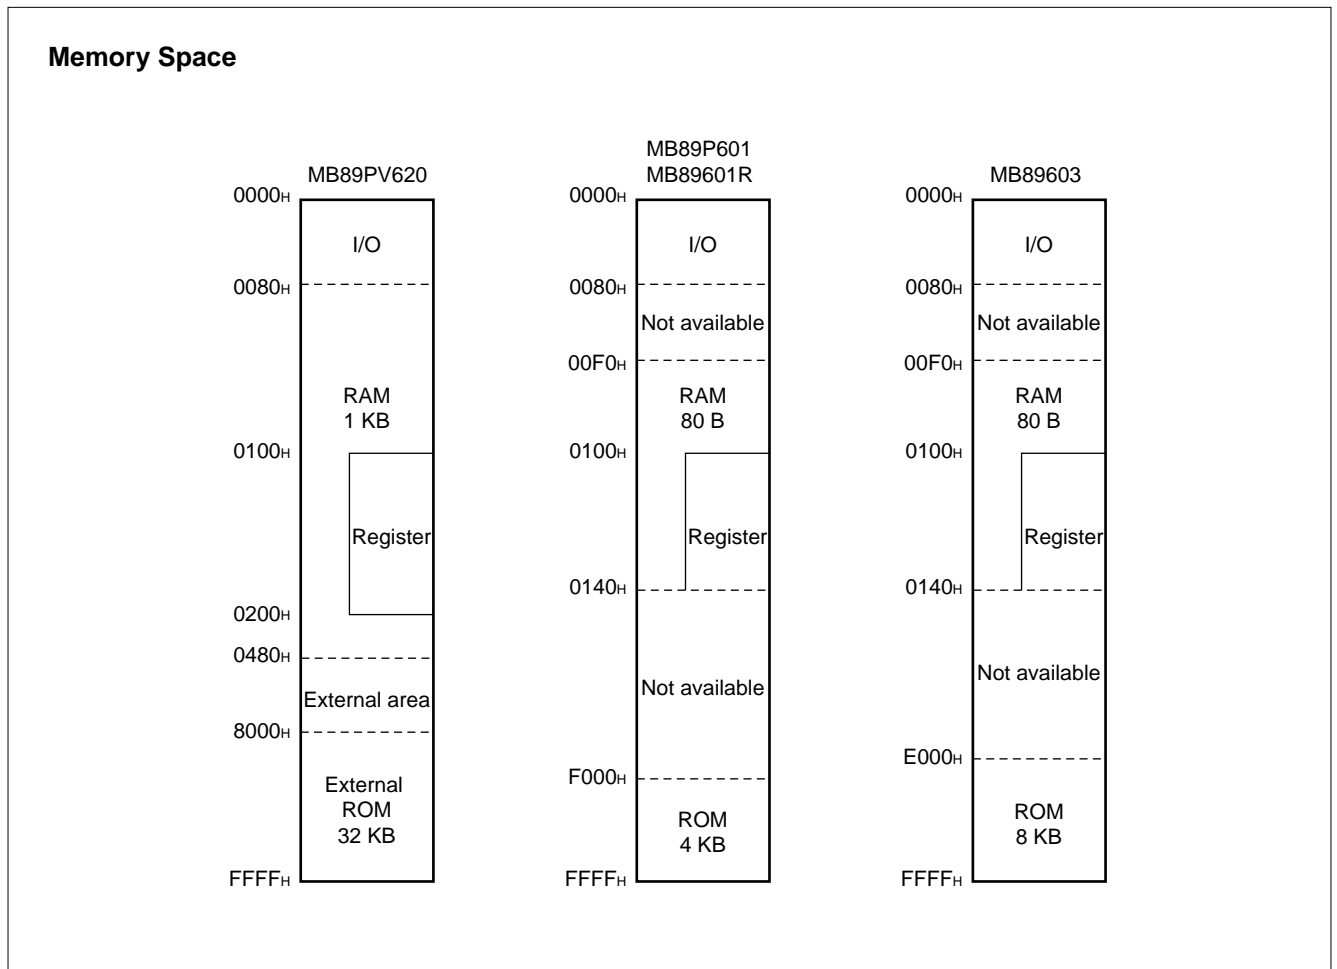 Memory Space
MB89PV620
0000H
I/O
0080H
RAM
1 KB
0100H
Register
0200H
0480H
External area
8000H
External
ROM
32 KB
FFFFH
MB89P601
MB89601R
0000H
I/O
0080H
Not available
00F0H
RAM
80 B
0100H
Register
0140H
Not available
F000H
ROM
4 KB
FFFFH
MB89603
0000H
I/O
0080H
Not available
00F0H
RAM
80 B
0100H
Register
0140H
Not available
E000H
ROM
8 KB
FFFFH